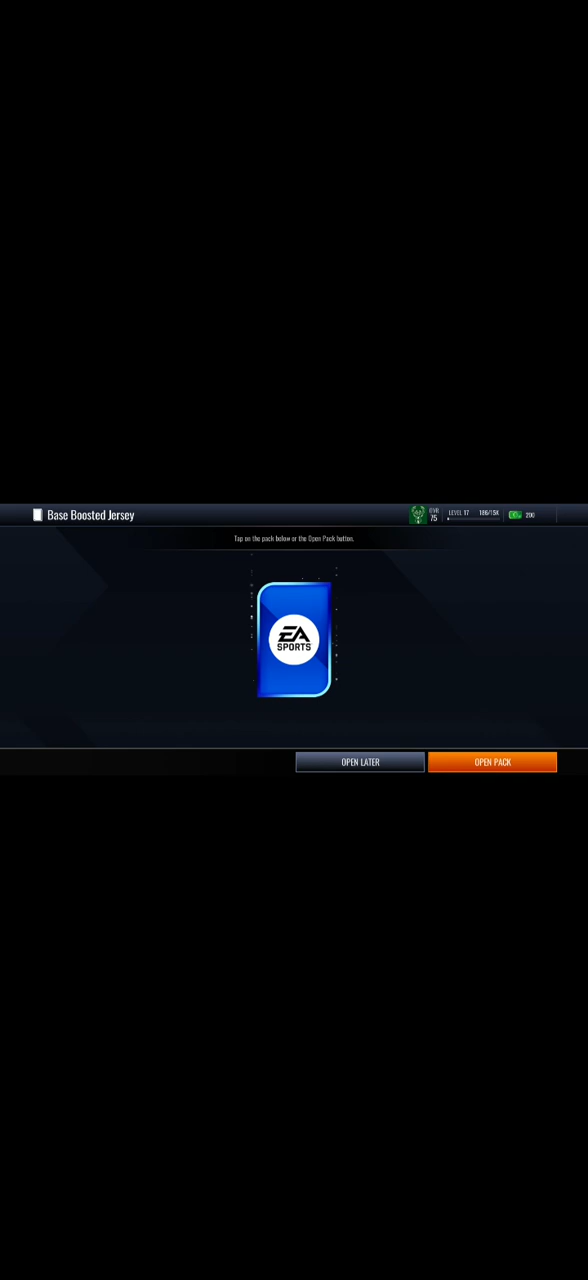 Base Boosted Jersey
OVR
75
LEVEL 17
186/15K
200
Tap on the pack below or the Open Pack button.
EA
SPORTS
OPEN LATER
OPEN PACK